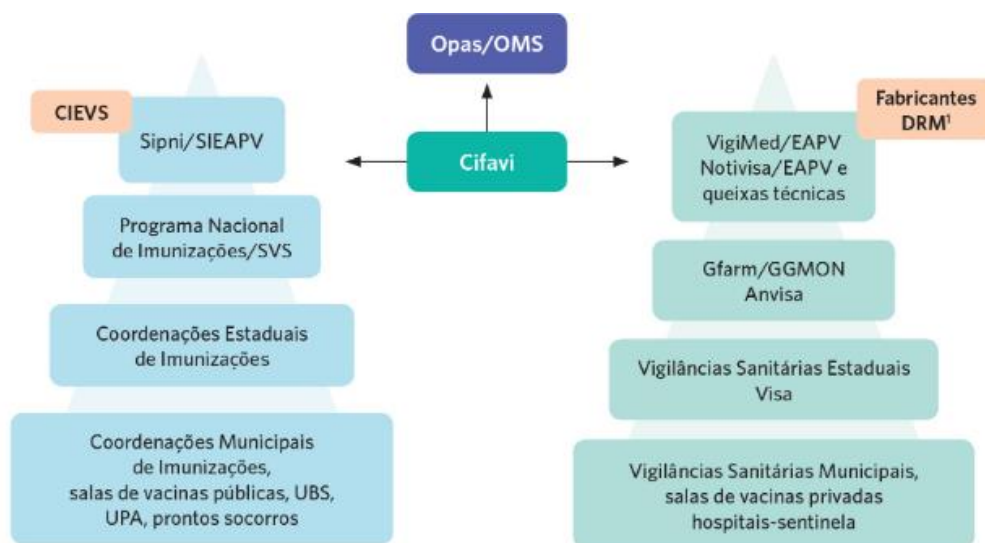 Opas/OMS
CIEVS
Sipni/SIEAPV
Cifavi
Fabricantes
DRM¹
VigiMed/EAPV
Notivisa/EAPV e
queixas técnicas
Programa Nacional
de Imunizações/SVS
Gfarm/GGMON
Anvisa
Coordenações Estaduais
de Imunizações
Vigilâncias Sanitárias Estaduais
Visa
Coordenações Municipais
de Imunizações,
salas de vacinas públicas, UBS,
UPA, prontos socorros
Vigilâncias Sanitárias Municipais,
salas de vacinas privadas
hospitais-sentinela